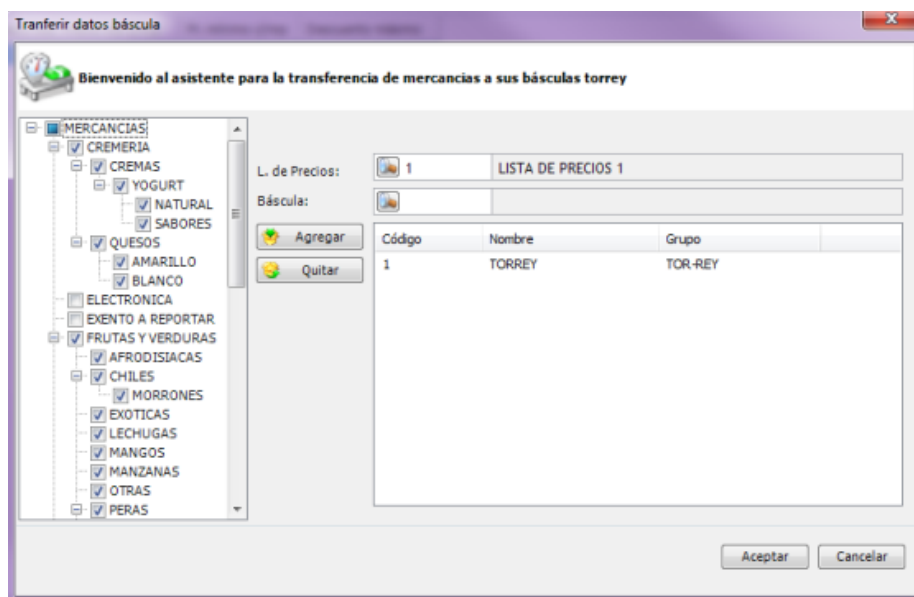 Tranferir datos báscula
Bienvenido al asistente para la transferencia de mercancias a sus básculas torrey
MERCANCIAS
CREMERIA
CREMAS
YOGURT
NATURAL
SABORES
QUESOS
AMARILLO
BLANCO
ELECTRONICA
EXENTO A REPORTAR
FRUTAS Y VERDURAS
AFRODISIACAS
CHILES
MORRONES
EXOTICAS
LECHUGAS
MANGOS
MANZANAS
OTRAS
PERAS
L. de Precios: 1 LISTA DE PRECIOS 1
Báscula:
Agregar
Quitar
Código Nombre Grupo
1 TORREY TOR-REY
Aceptar Cancelar